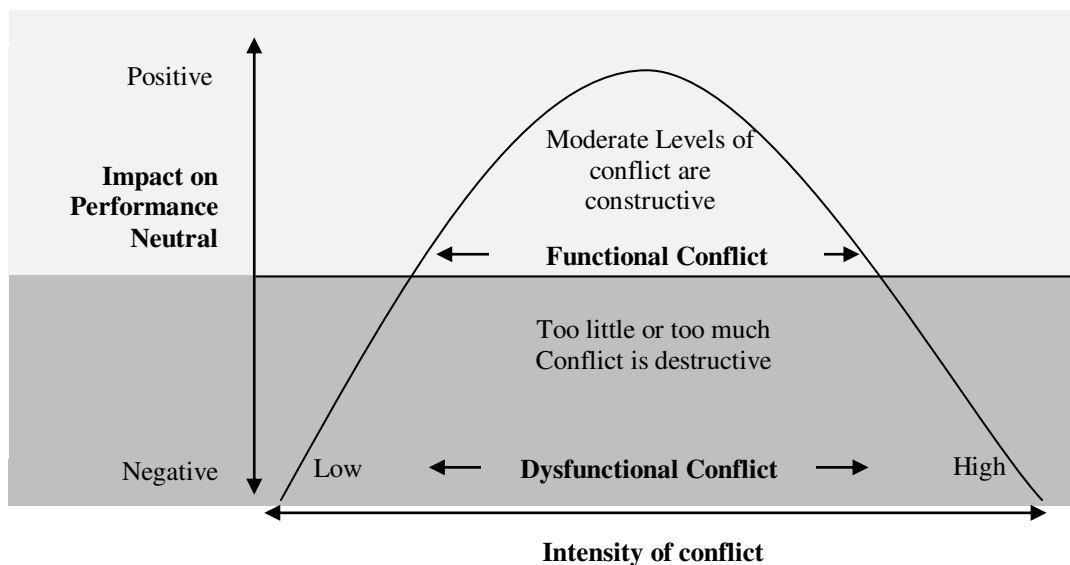 Positive
Moderate Levels of
conflict are
constructive
Impact on
Performance
Neutral
Functional Conflict
Too little or too much
Conflict is destructive
Negative
Low
Dysfunctional Conflict
High
Intensity of conflict